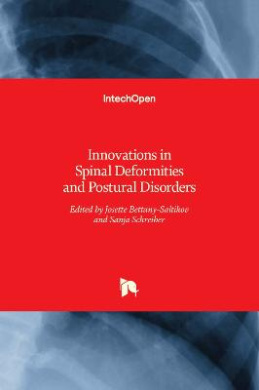 IntechOpen
Innovations in
Spinal Deformities
and Postural Disorders
Edited by Josette Bettany-Saltikov
and Sanja Schreiber